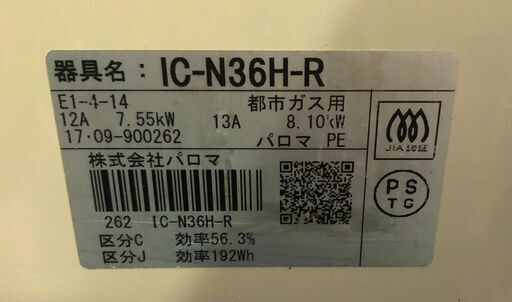 器具名：IC-N36H-R
E1-4-14 都市ガス用
12A 7.55kW 13A 8.10kW
17・09-900262 パロマ PE
株式会社パロマ
262 IC-N36H-R
区分C 効率56.3%
区分J 効率192Wh
JIA認証
PS
TG